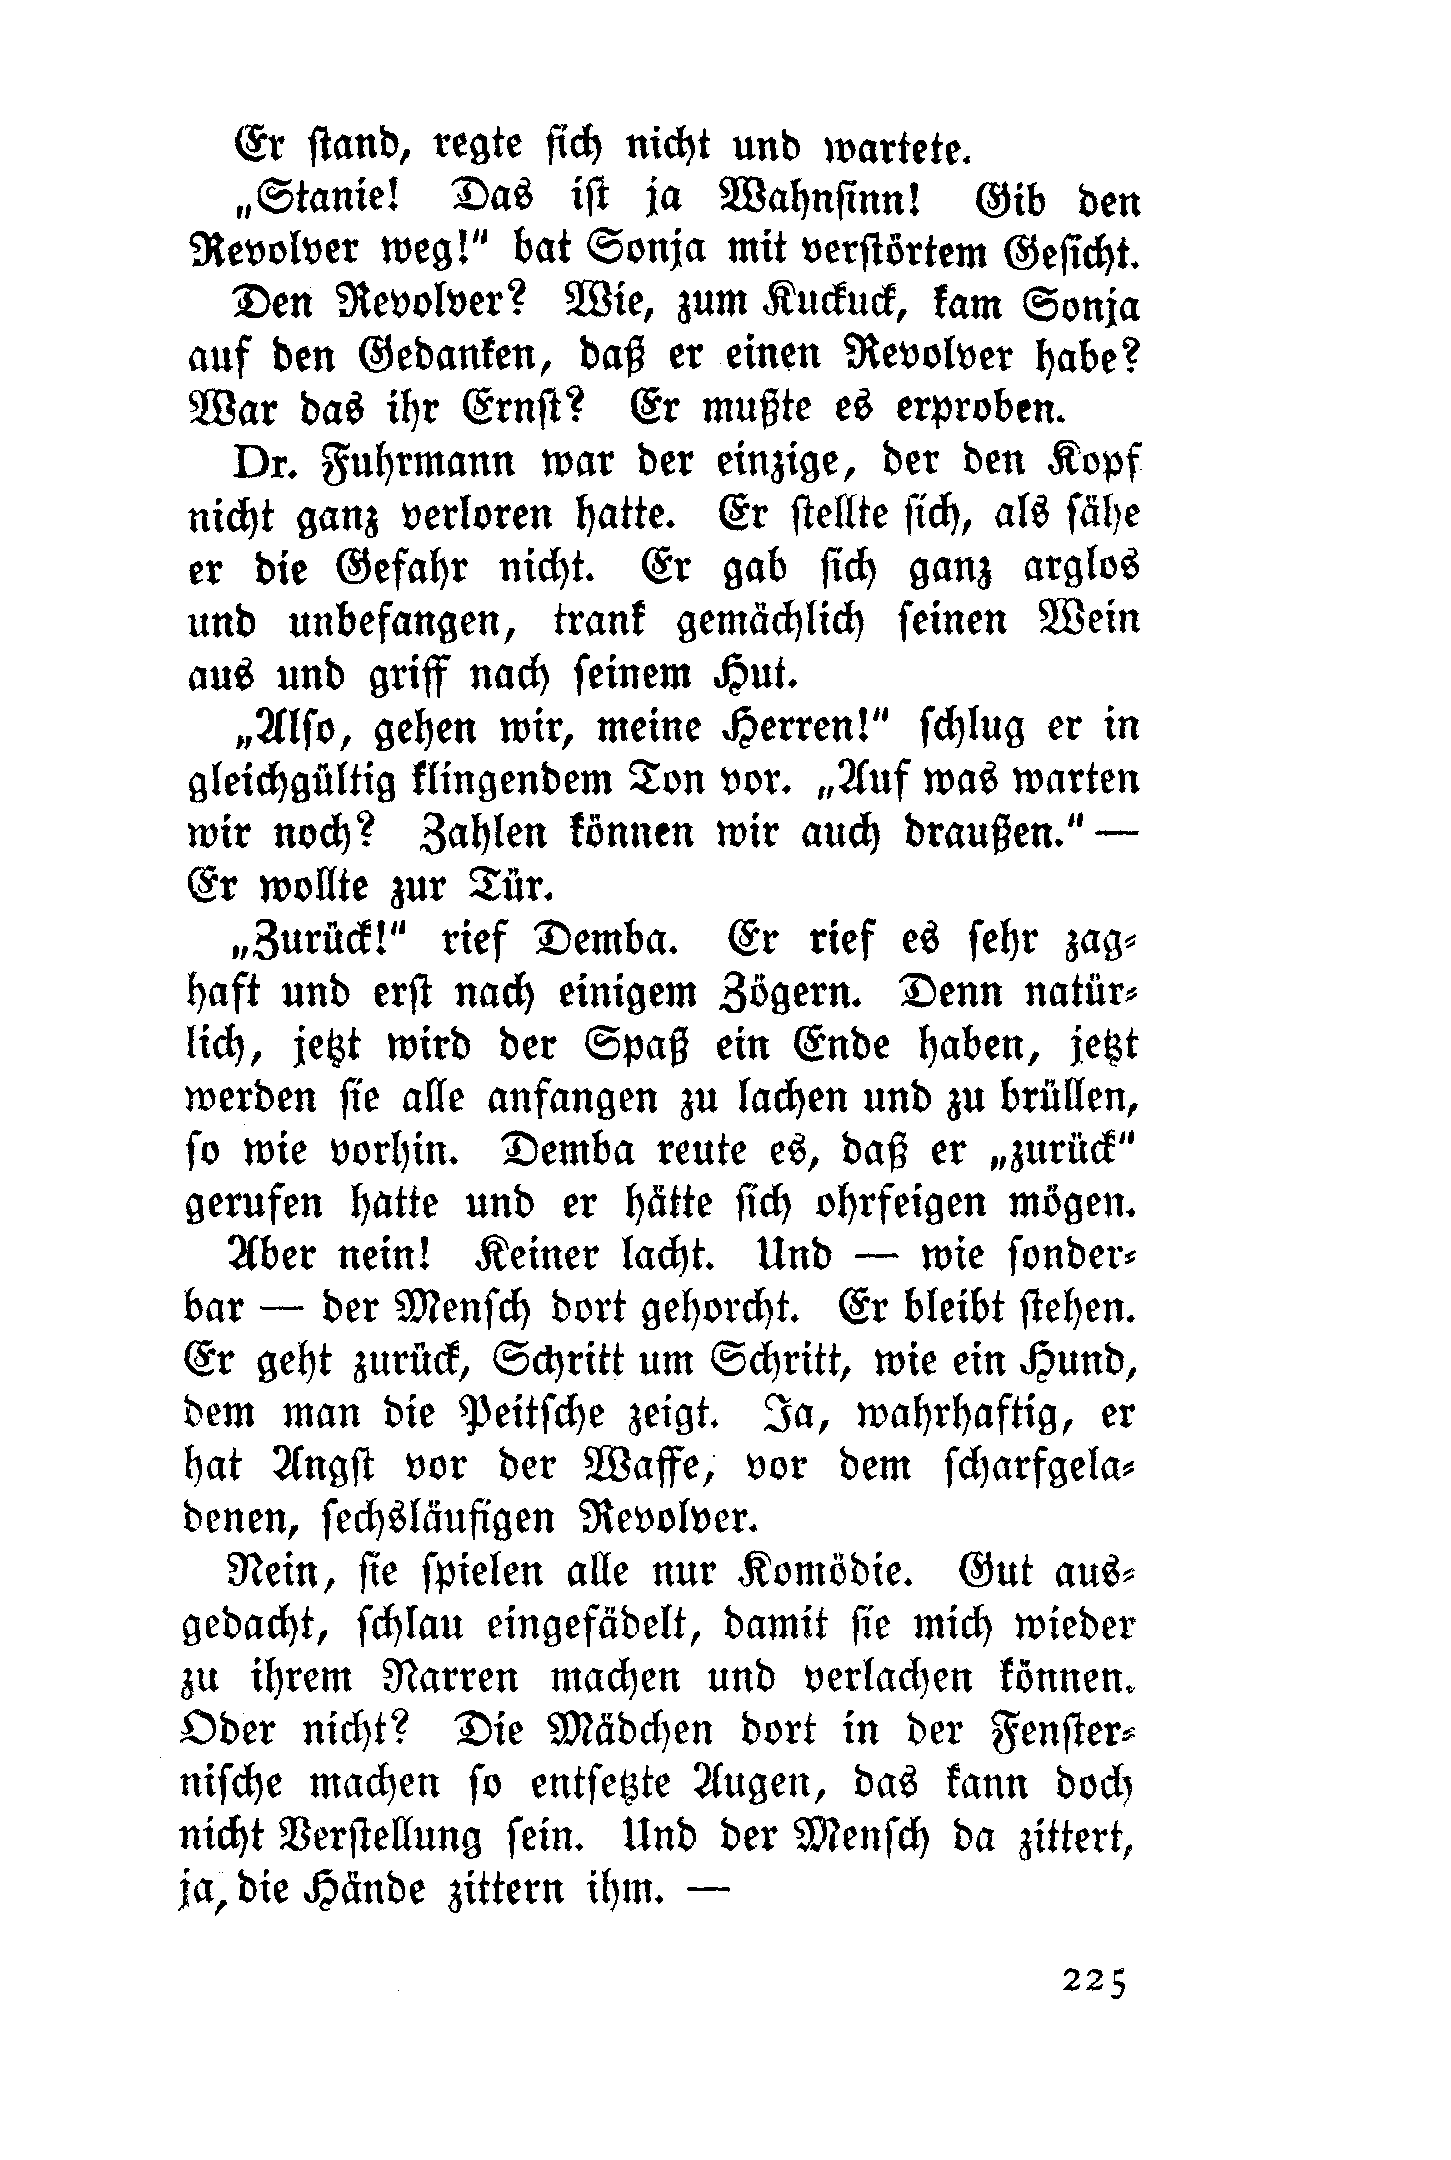 Er stand, regte sich nicht und wartete.
„Stanie! Das ist ja Wahnsinn! Gib den
Revolver weg!“ bat Sonja mit verstörtem Gesicht.
Den Revolver? Wie, zum Kuckuck, kam Sonja
auf den Gedanken, daß er einen Revolver habe?
War das ihr Ernst? Er mußte es erproben.
Dr. Fuhrmann war der einzige, der den Kopf
nicht ganz verloren hatte. Er stellte sich, als sähe
er die Gefahr nicht. Er gab sich ganz arglos
und unbefangen, trank gemächlich seinen Wein
aus und griff nach seinem Hut.
„Also, gehen wir, meine Herren!“ schlug er in
gleichgültig klingendem Ton vor. „Auf was warten
wir noch? Zahlen können wir auch draußen.“ —
Er wollte zur Tür.
„Zurück!“ rief Demba. Er rief es sehr zag-
haft und erst nach einigem Zögern. Denn natür-
lich, jetzt wird der Spaß ein Ende haben, jetzt
werden sie alle anfangen zu lachen und zu brüllen,
so wie vorhin. Demba reute es, daß er „zurück“
gerufen hatte und er hätte sich ohrfeigen mögen.
Aber nein! Keiner lacht. Und — wie sonder-
bar — der Mensch dort gehorcht. Er bleibt stehen.
Er geht zurück, Schritt um Schritt, wie ein Hund,
dem man die Peitsche zeigt. Ja, wahrhaftig, er
hat Angst vor der Waffe, vor dem scharfgela-
denen, sechsläufigen Revolver.
Nein, sie spielen alle nur Komödie. Gut aus-
gedacht, schlau eingefädelt, damit sie mich wieder
zu ihrem Narren machen und verlachen können.
Oder nicht? Die Mädchen dort in der Fenster-
nische machen so entsetzte Augen, das kann doch
nicht Verstellung sein. Und der Mensch da zittert,
ja, die Hände zittern ihm. —
225